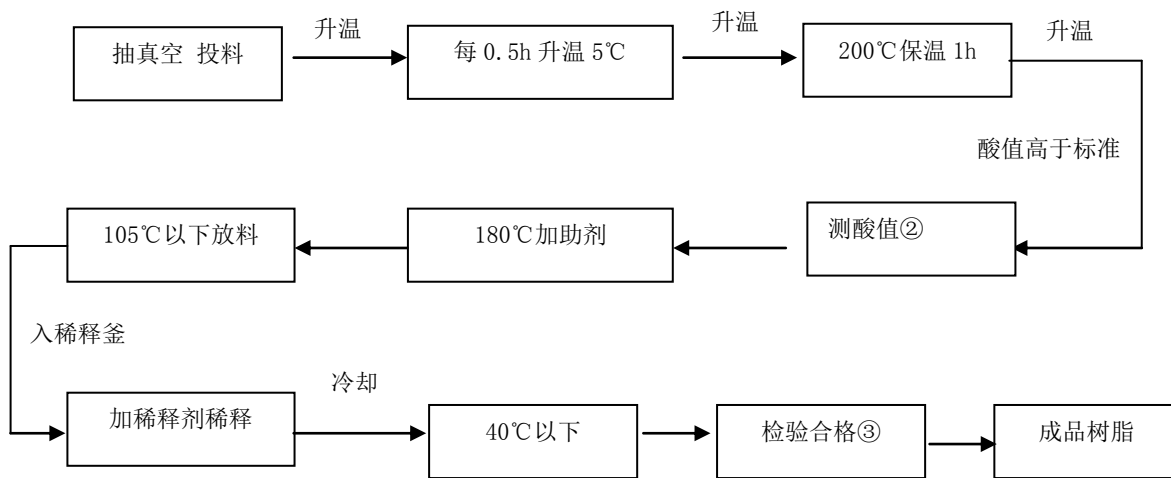 抽真空 投料
升温
每 0.5h 升温 5℃
升温
200℃保温 1h
升温
酸值高于标准
测酸值②
180℃加助剂
105℃以下放料
入稀释釜
加稀释剂稀释
冷却
40℃以下
检验合格③
成品树脂